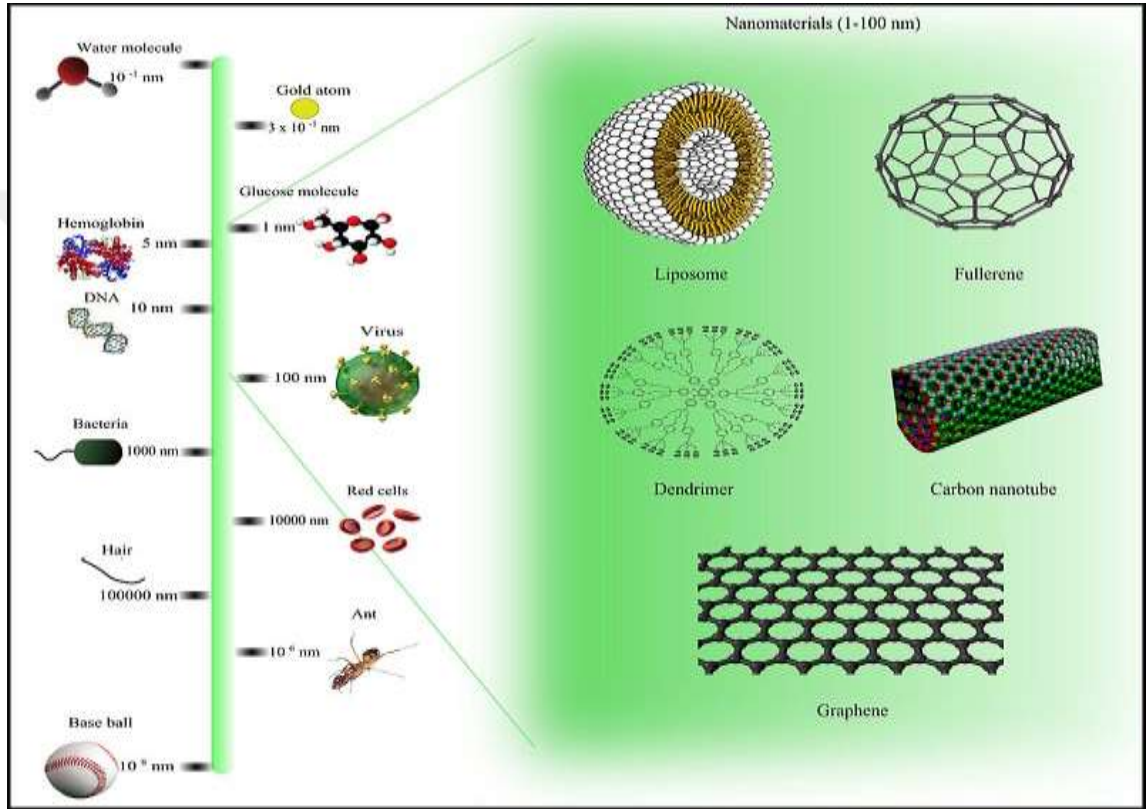 Nanomaterials (1-100 nm)
Water molecule
10⁻¹ nm
Gold atom
3 x 10⁻¹ nm
Glucose molecule
1 nm
Hemoglobin
5 nm
DNA
10 nm
Virus
100 nm
Bacteria
1000 nm
Red cells
10000 nm
Hair
100000 nm
Ant
10⁶ nm
Base ball
nm
Liposome
Fullerene
Dendrimer
Carbon nanotube
Graphene